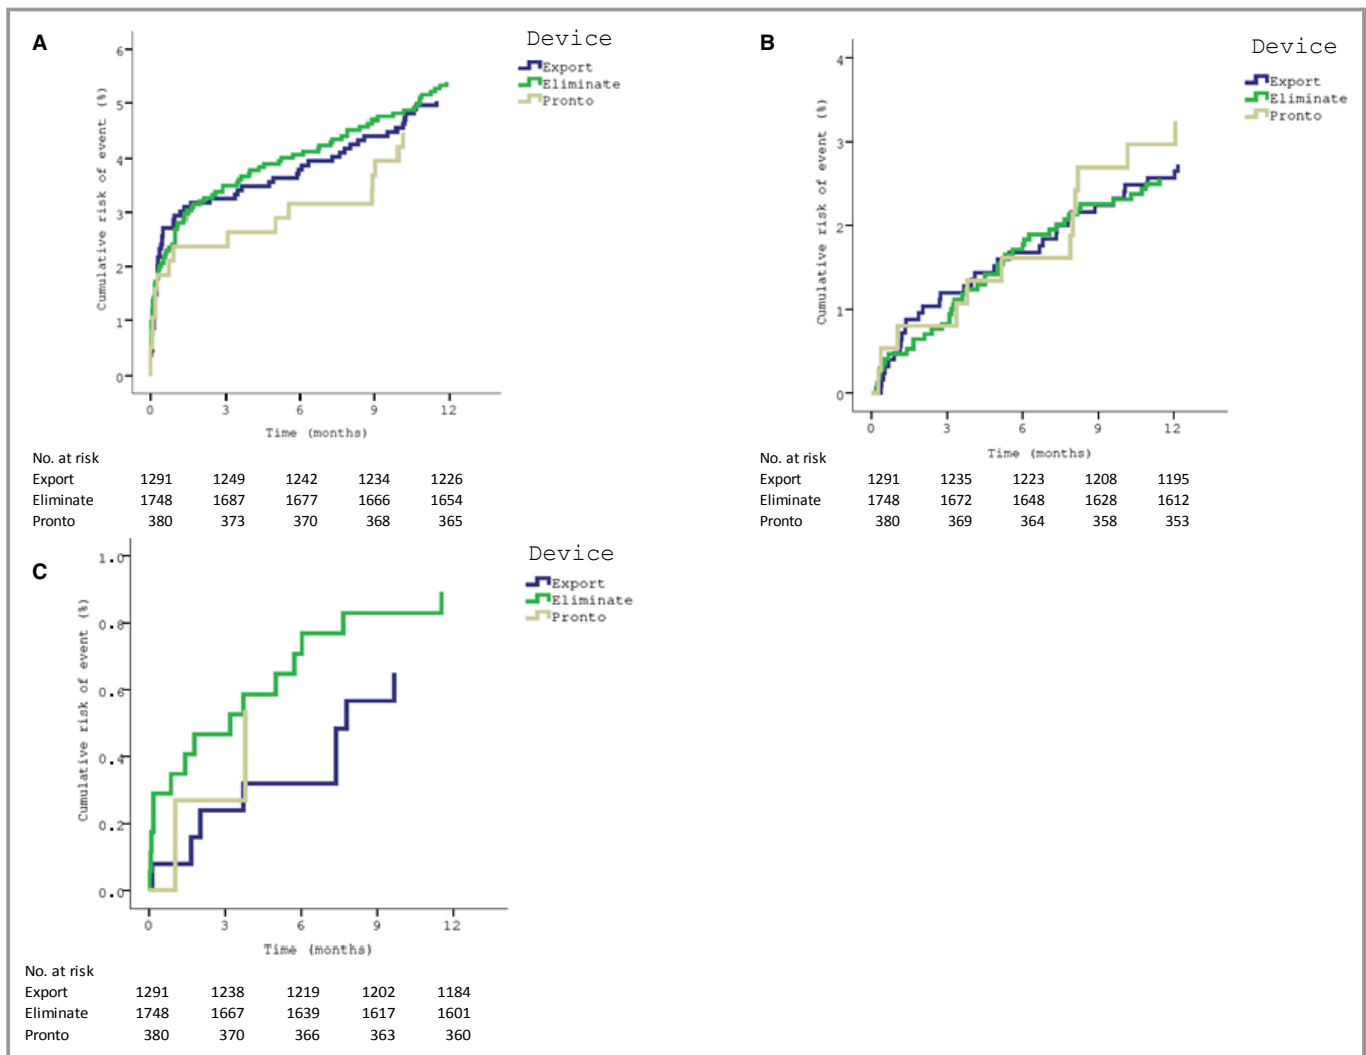 A
Device
Export
Eliminate
Pronto
Cumulative risk of event (%)
6
5
4
3
2
1
0
0 3 6 9 12
Time (months)
No. at risk
Export 1291 1249 1242 1234 1226
Eliminate 1748 1687 1677 1666 1654
Pronto 380 373 370 368 365
B
Device
Export
Eliminate
Pronto
Cumulative risk of event (%)
4
3
2
1
0
0 3 6 9 12
Time (months)
No. at risk
Export 1291 1235 1223 1208 1195
Eliminate 1748 1672 1648 1628 1612
Pronto 380 369 364 358 353
C
Device
Export
Eliminate
Pronto
Cumulative risk of event (%)
1.0
0.8
0.6
0.4
0.2
0.0
0 3 6 9 12
Time (months)
No. at risk
Export 1291 1238 1219 1202 1184
Eliminate 1748 1667 1639 1617 1601
Pronto 380 370 366 363 360